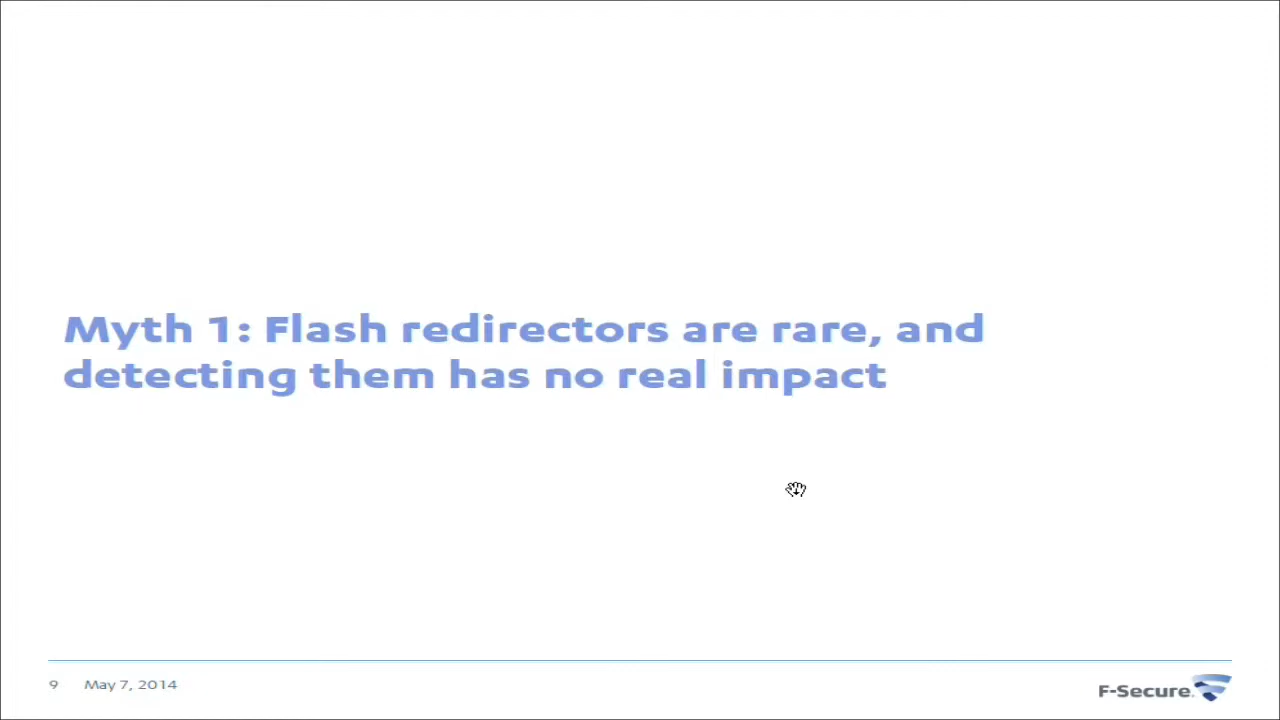 Myth 1: Flash redirectors are rare, and
detecting them has no real impact
9 May 7, 2014
F-Secure.